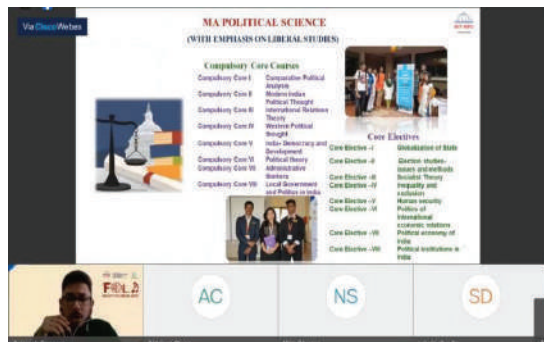 Via Cisco Webex
MA POLITICAL SCIENCE
(WITH EMPHASIS ON LIBERAL STUDIES)
Compulsory Core Courses
Compulsory Core I Comparative Political
Analysis
Compulsory Core II Modern Indian
Political Thought
Compulsory Core III International Relations
Theory
Compulsory Core IV Western Political
thought
Compulsory Core V India- Democracy and
Development
Compulsory Core VI Political theory
Compulsory Core VII Administrative
thinkers
Compulsory Core VIII Local Government
and Politics in India
Core Electives
Core Elective -I Globalization of State
Core Elective -II Election studies-
issues and methods
Core Elective -III Socialist Theory
Core Elective -IV Inequality and
exclusion
Core Elective -V Human security
Core Elective -VI Politics of
international
economic relations
Core Elective -VII Political economy of
India
Core Elective -VIII Political institutions in
India
AC
NS
SD